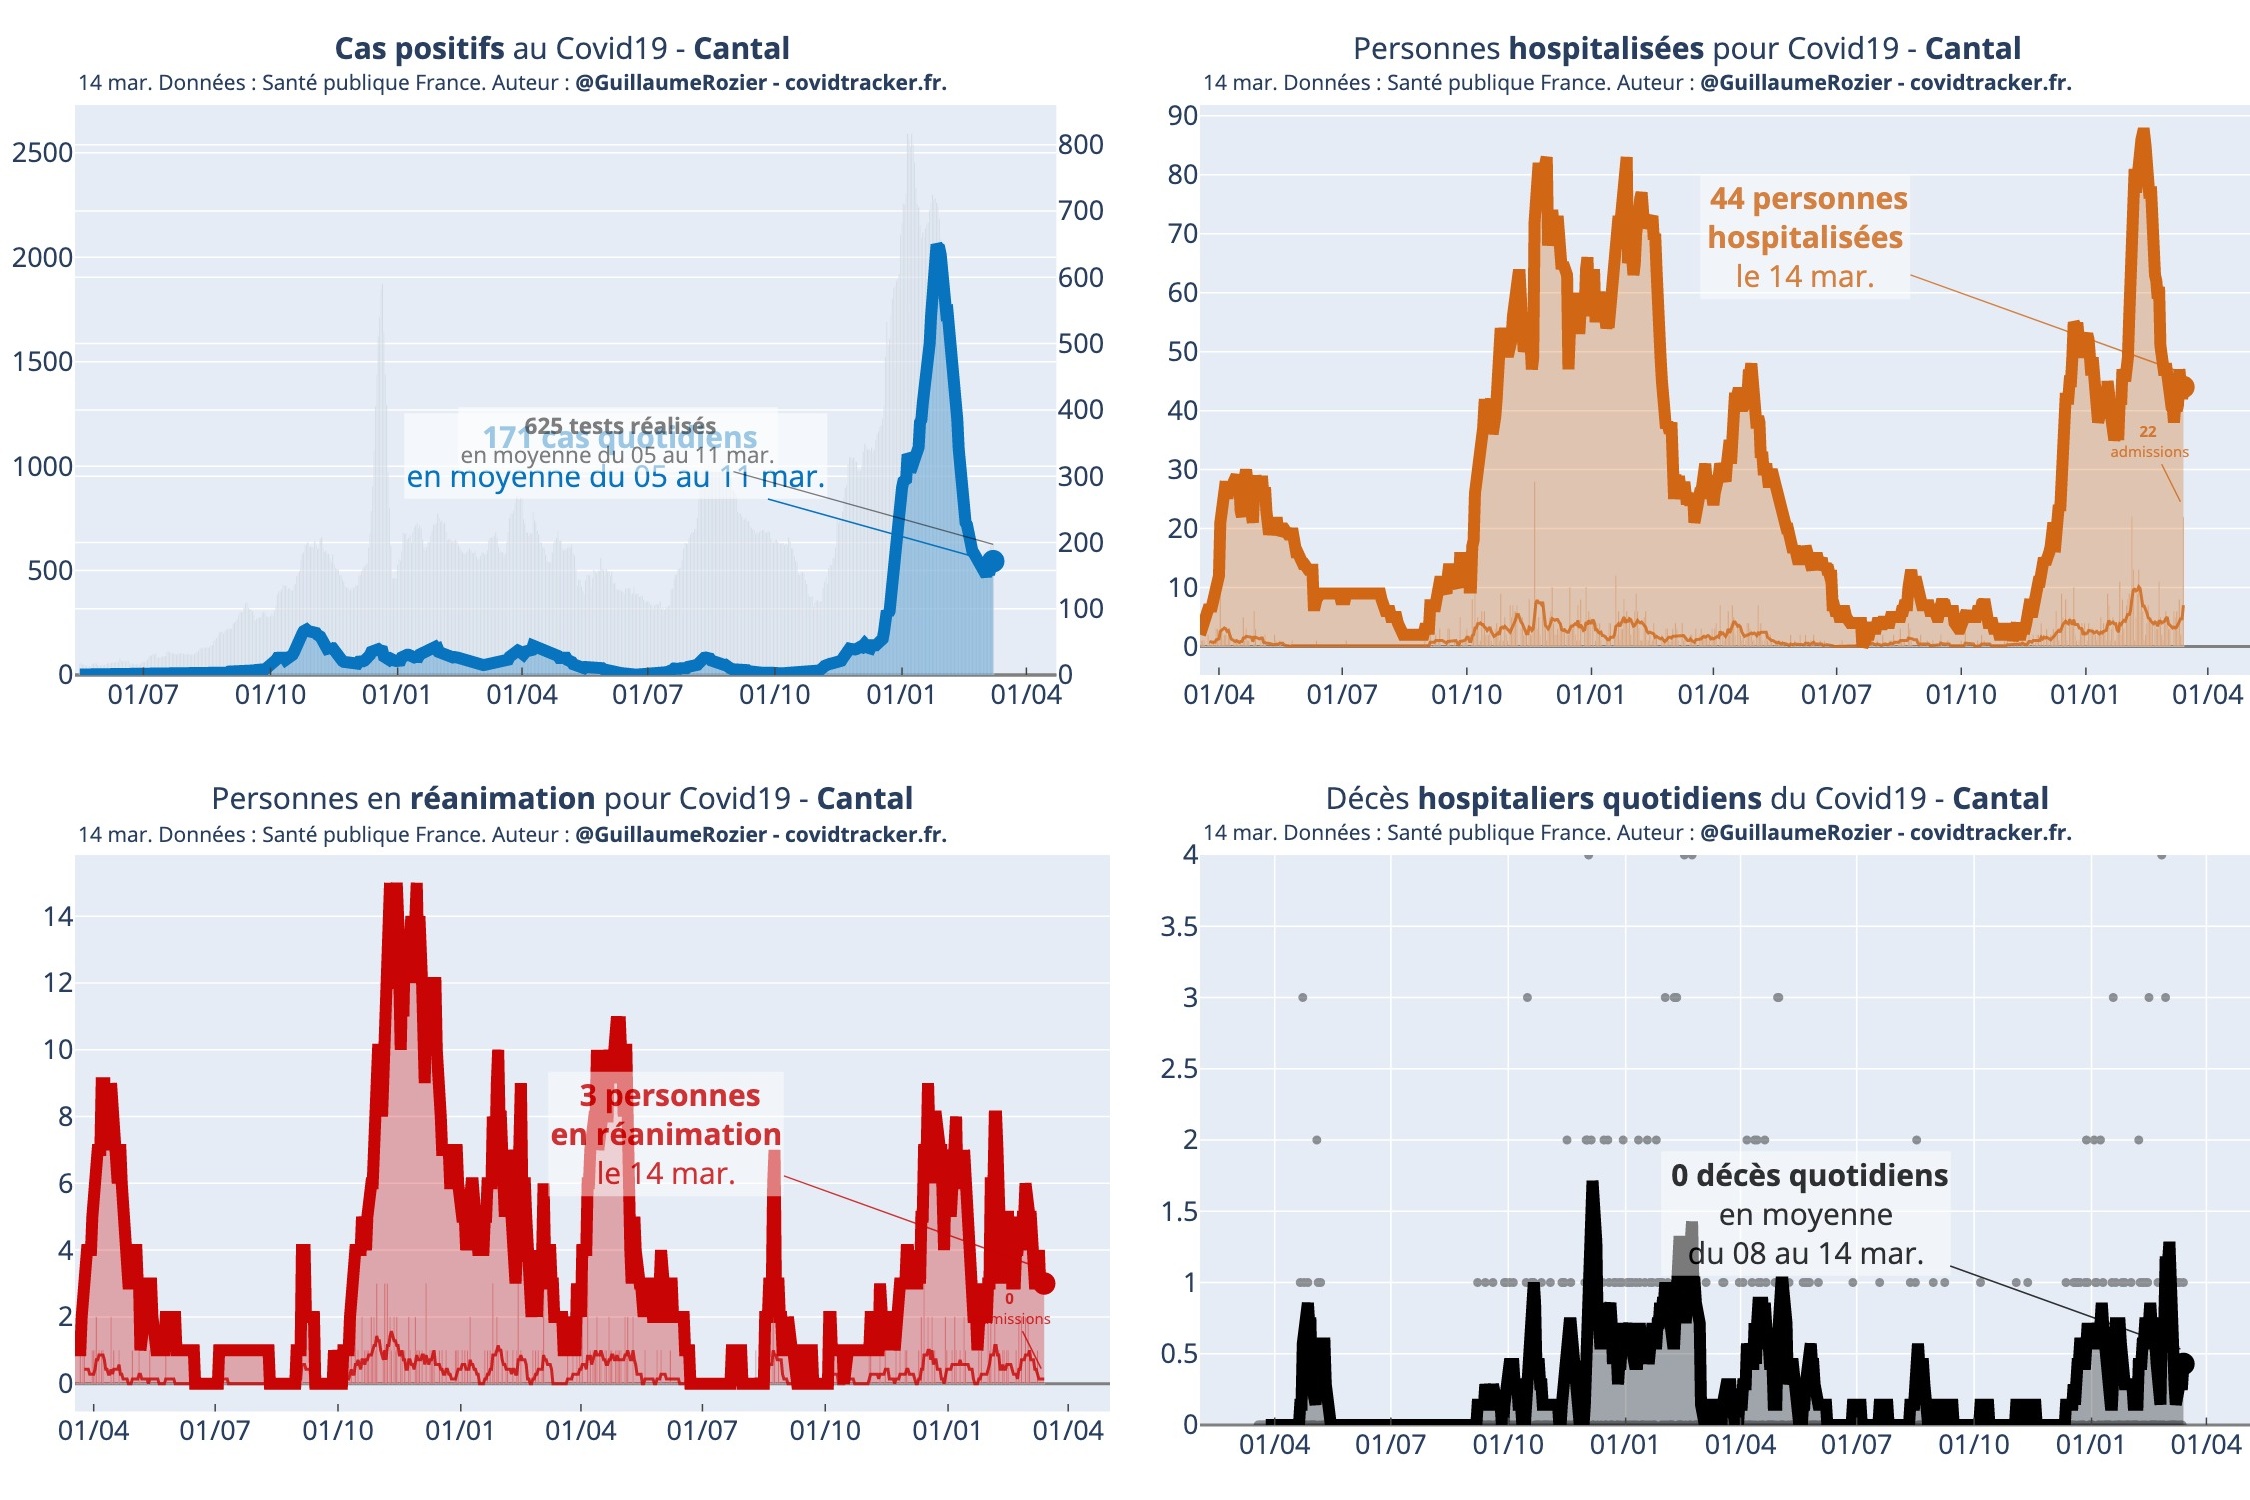 Cas positifs au Covid19 - Cantal
14 mar. Données : Santé publique France. Auteur : @GuillaumeRozier - covidtracker.fr.
2500
2000
1500
1000
500
0
800
700
600
500
400
300
200
100
0
625 tests réalisés
en moyenne du 05 au 11 mar.
171 cas quotidiens
en moyenne du 05 au 11 mar.
01/07 01/10 01/01 01/04 01/07 01/10 01/01 01/04
Personnes hospitalisées pour Covid19 - Cantal
14 mar. Données : Santé publique France. Auteur : @GuillaumeRozier - covidtracker.fr.
90
80
70
60
50
40
30
20
10
0
44 personnes
hospitalisées
le 14 mar.
22
admissions
01/04 01/07 01/10 01/01 01/04 01/07 01/10 01/01 01/04
Personnes en réanimation pour Covid19 - Cantal
14 mar. Données : Santé publique France. Auteur : @GuillaumeRozier - covidtracker.fr.
14
12
10
8
6
4
2
0
3 personnes
en réanimation
le 14 mar.
0
missions
01/04 01/07 01/10 01/01 01/04 01/07 01/10 01/01 01/04
Décès hospitaliers quotidiens du Covid19 - Cantal
14 mar. Données : Santé publique France. Auteur : @GuillaumeRozier - covidtracker.fr.
4
3.5
3
2.5
2
1.5
1
0.5
0
0 décès quotidiens
en moyenne
du 08 au 14 mar.
01/04 01/07 01/10 01/01 01/04 01/07 01/10 01/01 01/04